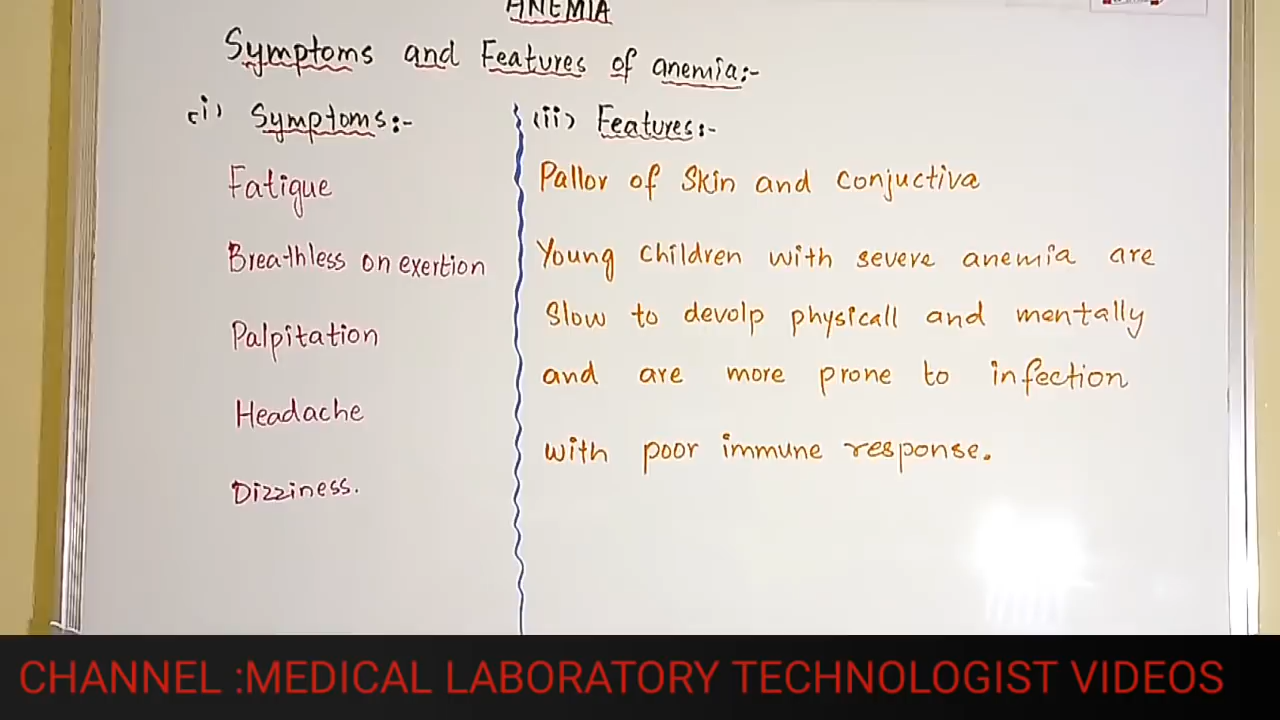 ANEMIA
Symptoms and Features of anemia:-
(i) Symptoms:-
Fatigue
Breathless on exertion
Palpitation
Headache
Dizziness.
(ii) Features:-
Pallor of Skin and Conjuctiva
Young children with severe anemia are
Slow to devolp physicall and mentally
and are more prone to infection
with poor immune response.
CHANNEL :MEDICAL LABORATORY TECHNOLOGIST VIDEOS